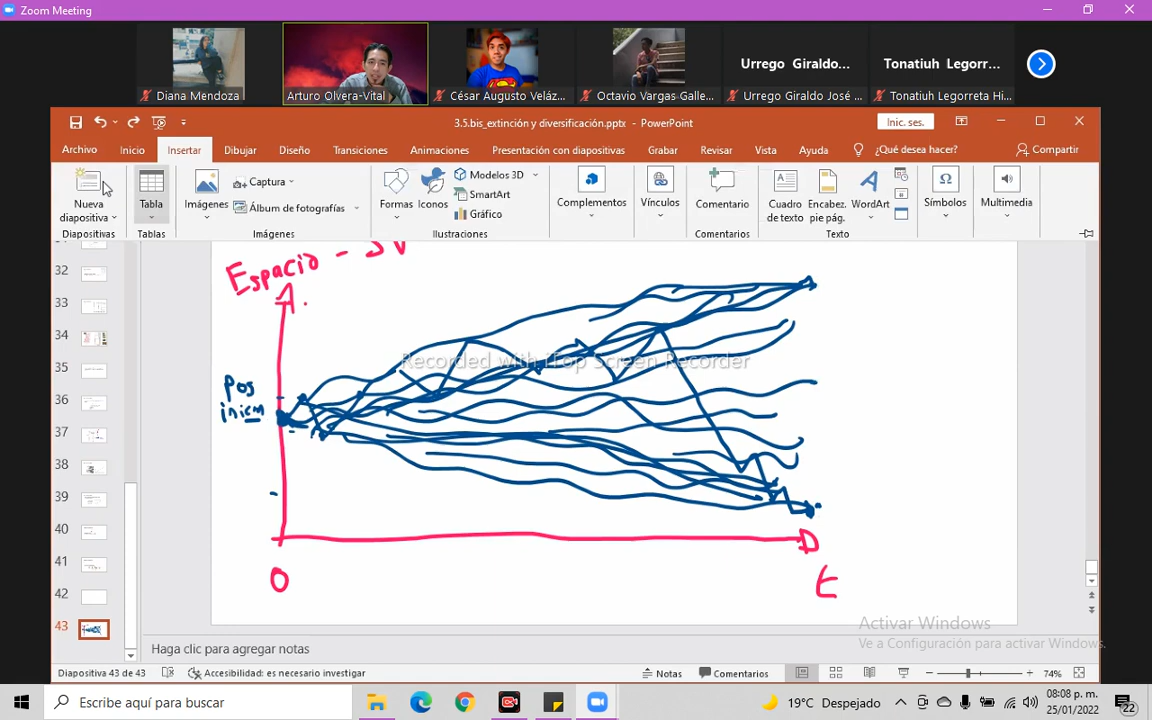 Zoom Meeting
Diana Mendoza
Arturo Olvera-Vital
César Augusto Veláz...
Octavio Vargas-Galle...
Urrego Giraldo...
Urrego Giraldo José ...
Tonatiuh Legorr...
Tonatiuh Legorreta Hi...
3.5.bis_extinción y diversificación.pptx - PowerPoint
Inic. ses.
Archivo
Inicio
Insertar
Dibujar
Diseño
Transiciones
Animaciones
Presentación con diapositivas
Grabar
Revisar
Vista
Ayuda
¿Qué desea hacer?
Compartir
Nueva
diapositiva
Diapositivas
Tabla
Tablas
Imágenes
Captura
Álbum de fotografías
Imágenes
Formas
Iconos
Modelos 3D
SmartArt
Gráfico
Ilustraciones
Complementos
Vínculos
Comentario
Comentarios
Cuadro
de texto
Encabez.
pie pág.
WordArt
Texto
Símbolos
Multimedia
32
33
34
35
36
37
38
39
40
41
42
43
Espacio -
Pos
Recorded with iTop Screen Recorder
0
t
Activar Windows
Ve a Configuración para activar Windows.
Haga clic para agregar notas
Diapositiva 43 de 43
Accesibilidad: es necesario investigar
Notas
Comentarios
74%
Escribe aquí para buscar
19°C Despejado
08:08 p. m.
25/01/2022
22